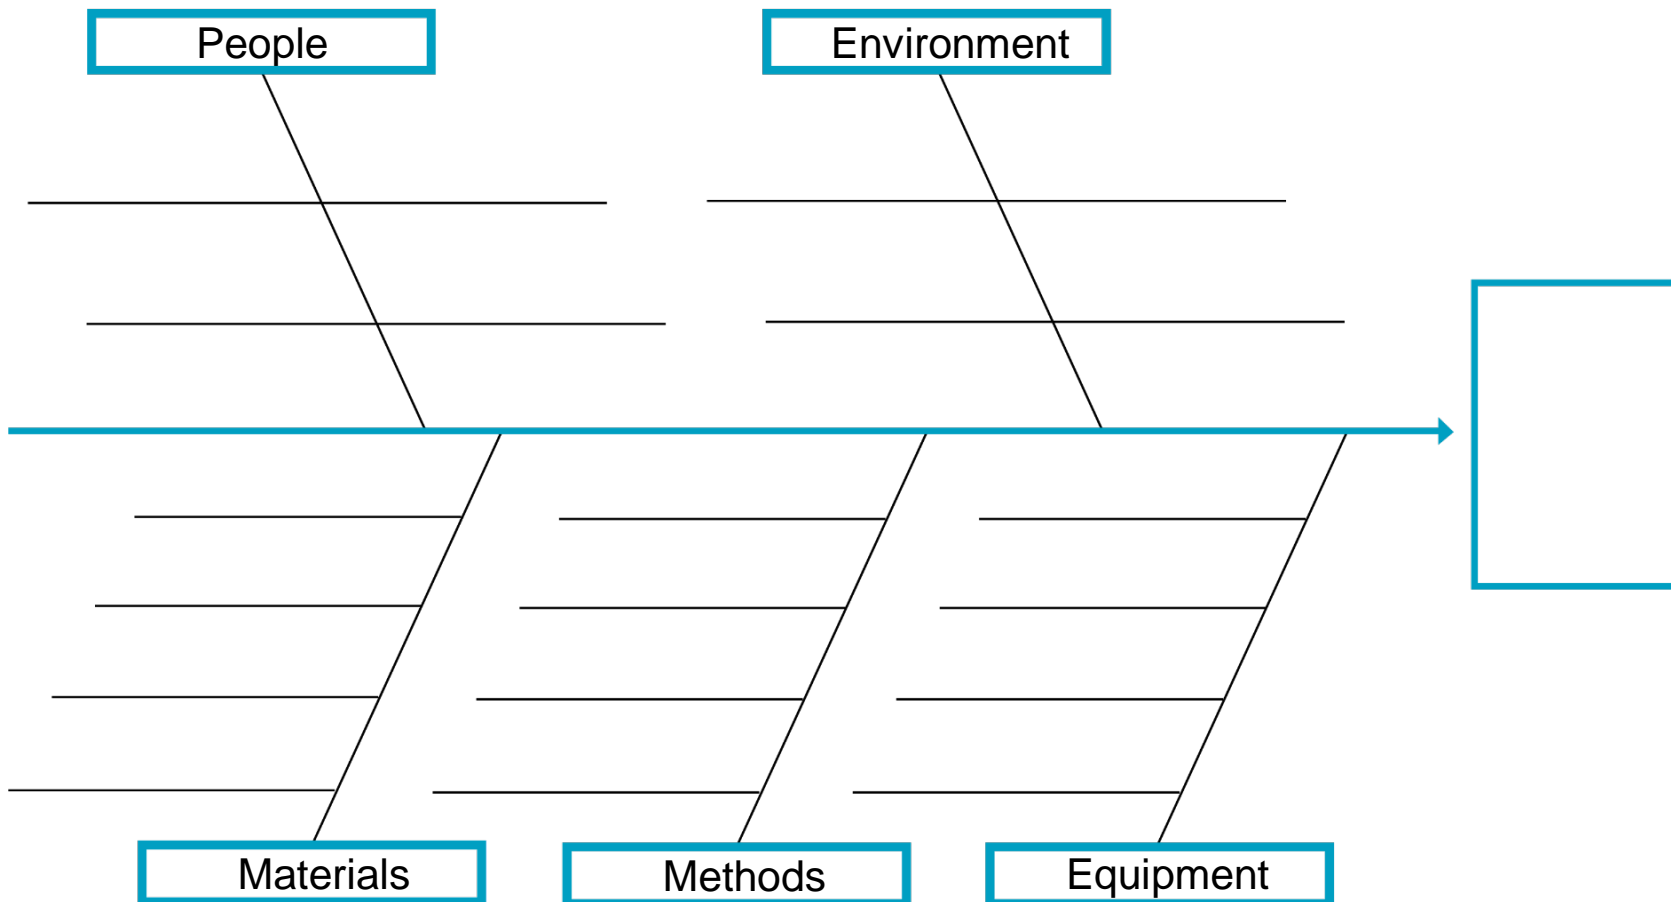 People
Environment
Materials
Methods
Equipment